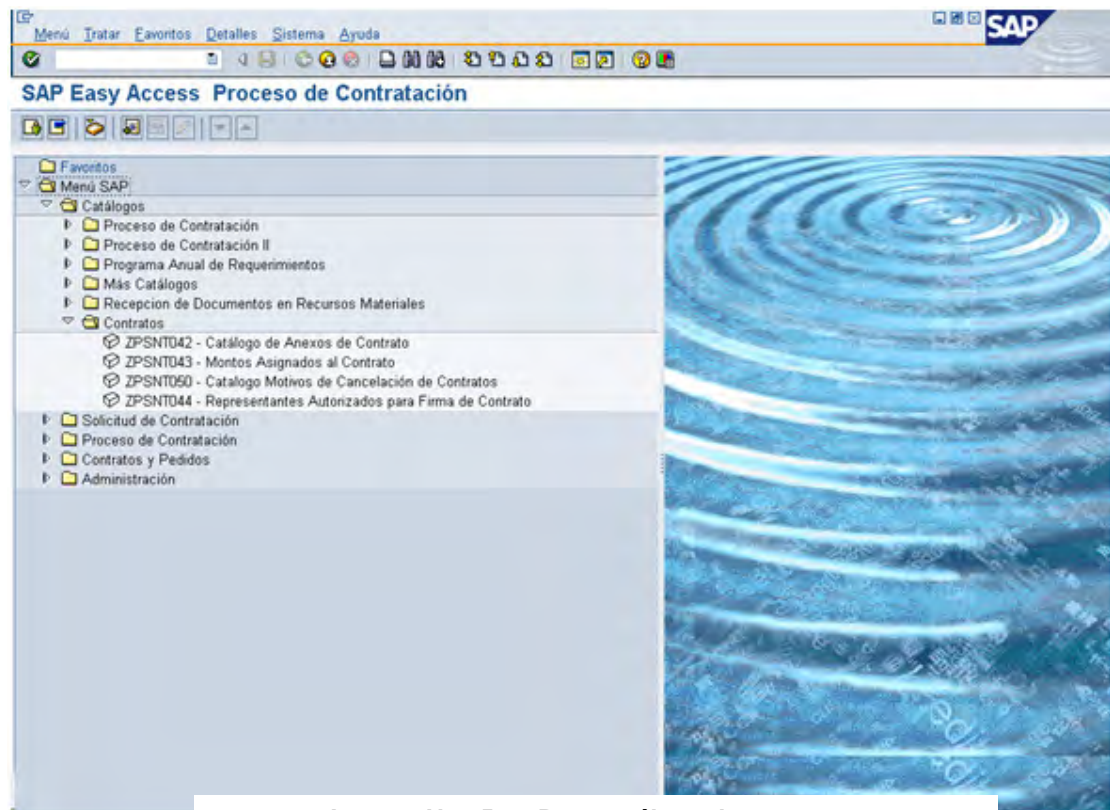 Menú Tratar Favoritos Detalles Sistema Ayuda
SAP
SAP Easy Access Proceso de Contratación
Favoritos
Menú SAP
Catálogos
Proceso de Contratación
Proceso de Contratación II
Programa Anual de Requerimientos
Más Catálogos
Recepcion de Documentos en Recursos Materiales
Contratos
ZPSNT042 - Catálogo de Anexos de Contrato
ZPSNT043 - Montos Asignados al Contrato
ZPSNT050 - Catalogo Motivos de Cancelación de Contratos
ZPSNT044 - Representantes Autorizados para Firma de Contrato
Solicitud de Contratación
Proceso de Contratación
Contratos y Pedidos
Administración